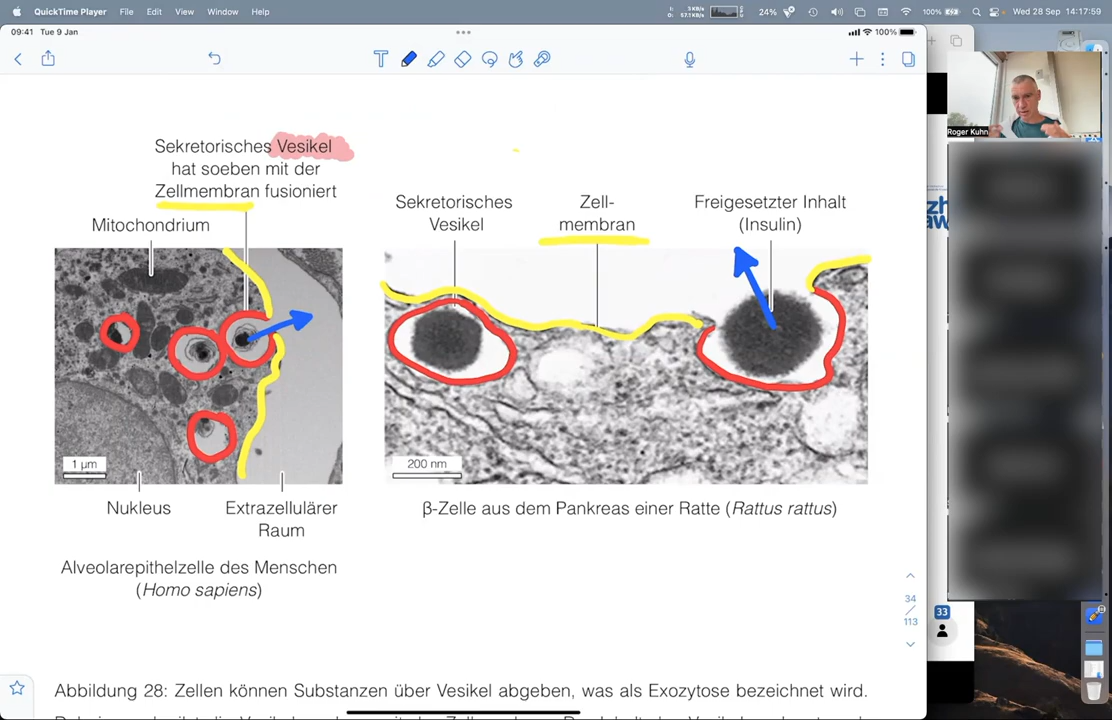 QuickTime Player File Edit View Window Help
24%
100%
Wed 28 Sep 14:17:59
09:41 Tue 9 Jan
100%
Roger Kuhn
Sekretorisches Vesikel
hat soeben mit der
Zellmembran fusioniert
Mitochondrium
Sekretorisches
Vesikel
Zell-
membran
Freigesetzter Inhalt
(Insulin)
1 µm
200 nm
Nukleus
Extrazellulärer
Raum
β-Zelle aus dem Pankreas einer Ratte (Rattus rattus)
Alveolarepithelzelle des Menschen
(Homo sapiens)
34
113
33
Abbildung 28: Zellen können Substanzen über Vesikel abgeben, was als Exozytose bezeichnet wird.